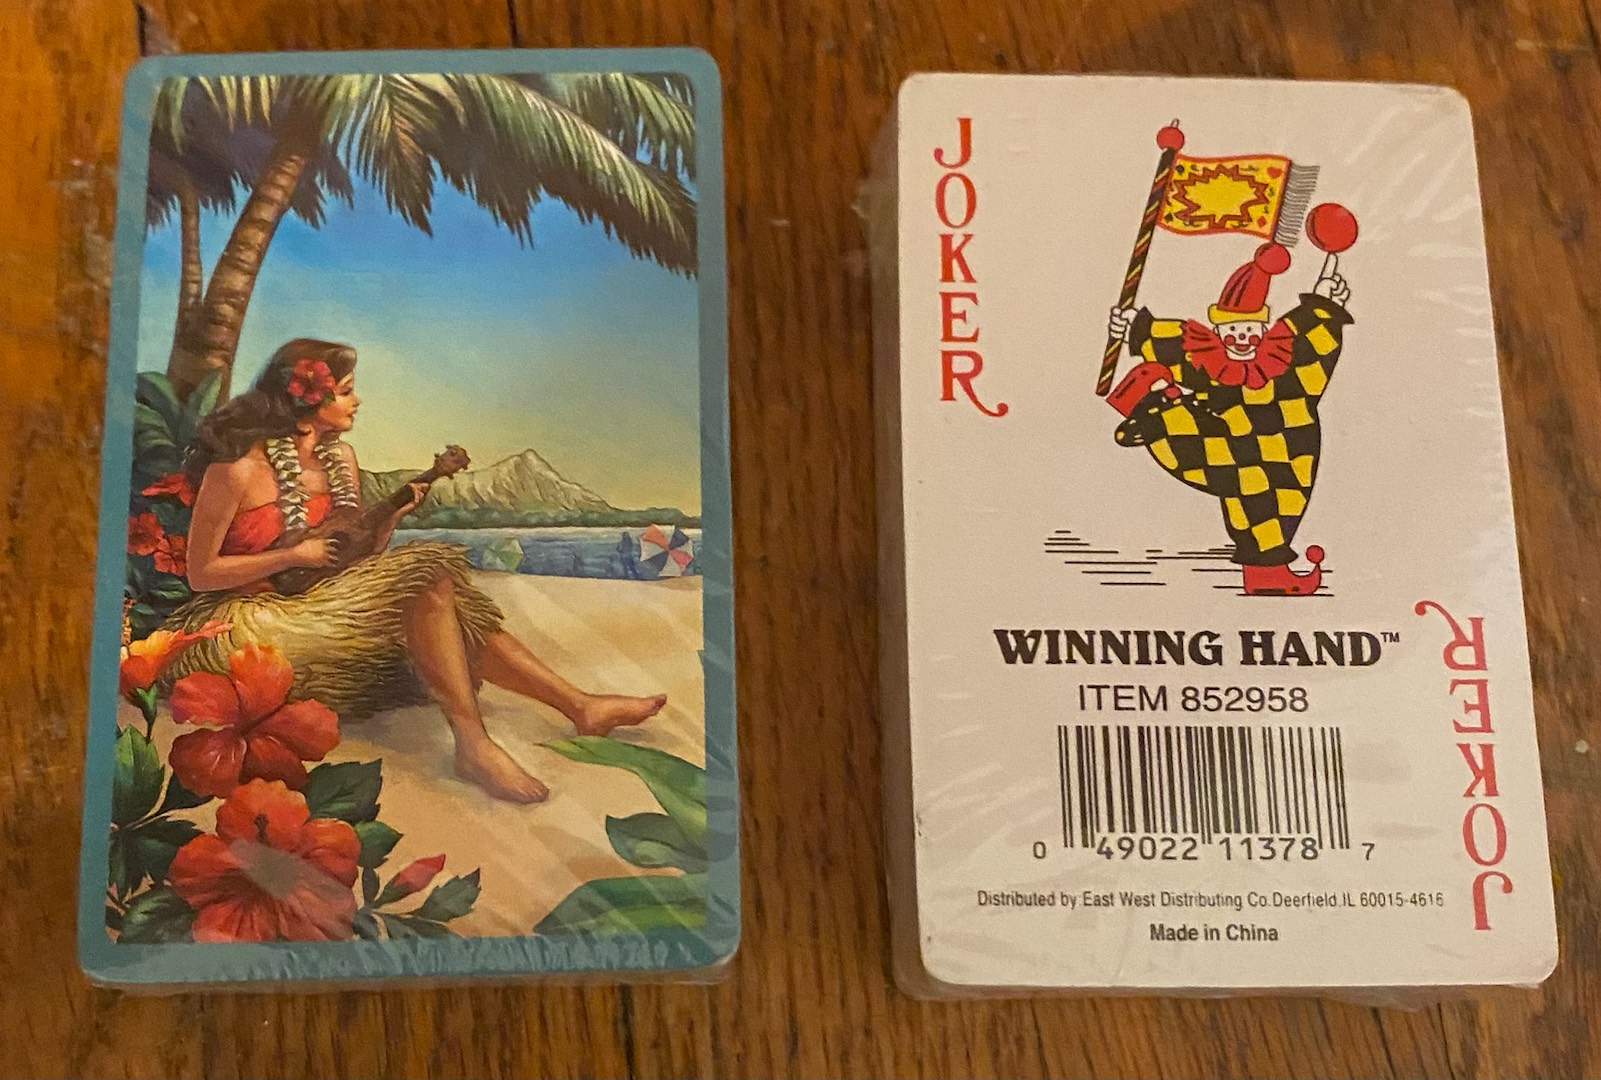 JOKER
WINNING HAND™
ITEM 852958
0 49022 11378 7
Distributed by East West Distributing Co. Deerfield, IL 60015-4616
Made in China
JOKER